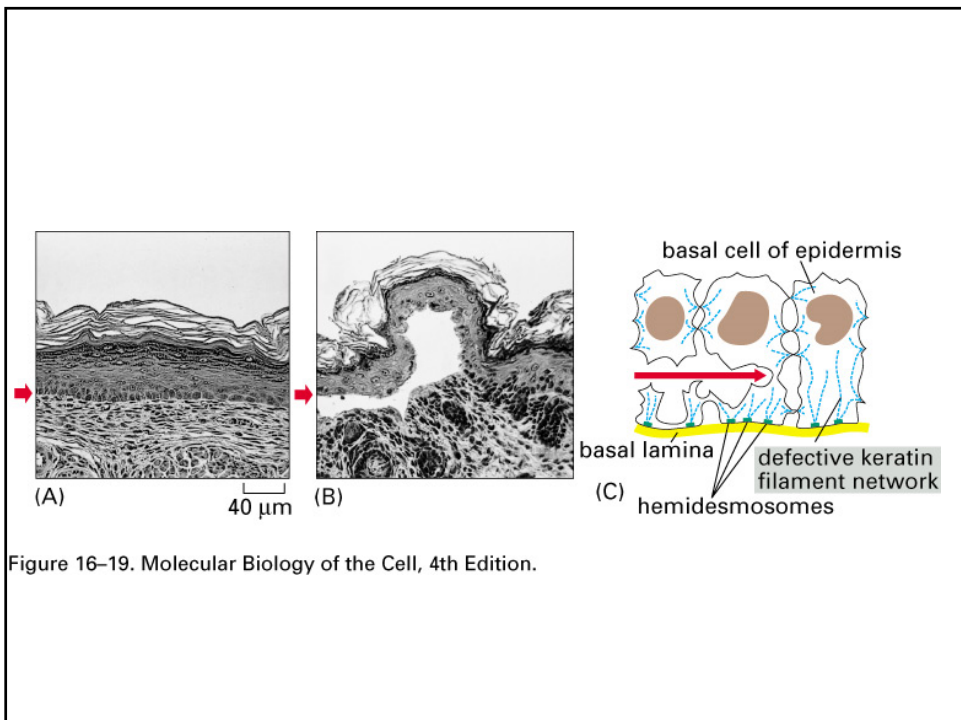 basal cell of epidermis
basal lamina
defective keratin
filament network
hemidesmosomes
(A)
40 μm
(B)
(C)
Figure 16–19. Molecular Biology of the Cell, 4th Edition.